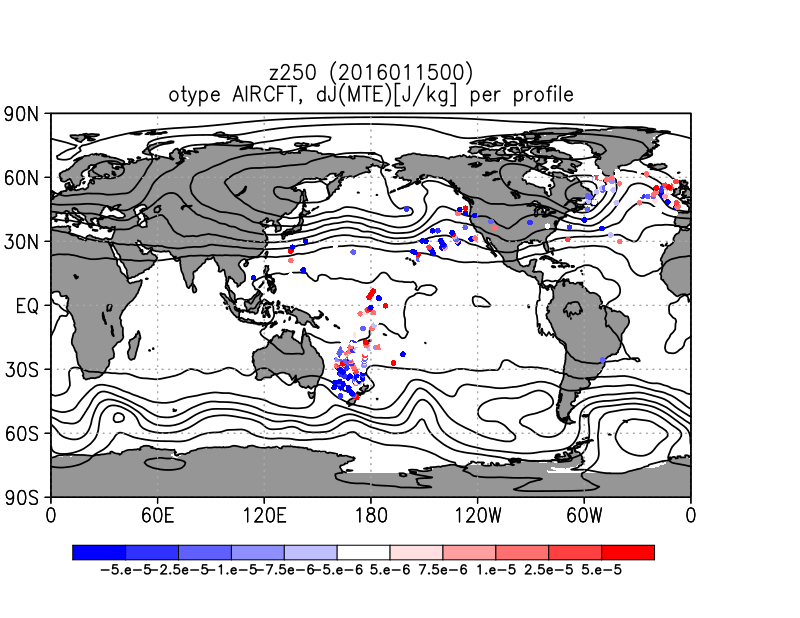 z250 (2016011500)
otype AIRCFT, dJ(MTE)[J/kg] per profile
90N
60N
30N
EQ
30S
60S
90S
0 60E 120E 180 120W 60W 0
-5.e-5 -2.5e-5 -1.e-5 -7.5e-6 -5.e-6 5.e-6 7.5e-6 1.e-5 2.5e-5 5.e-5